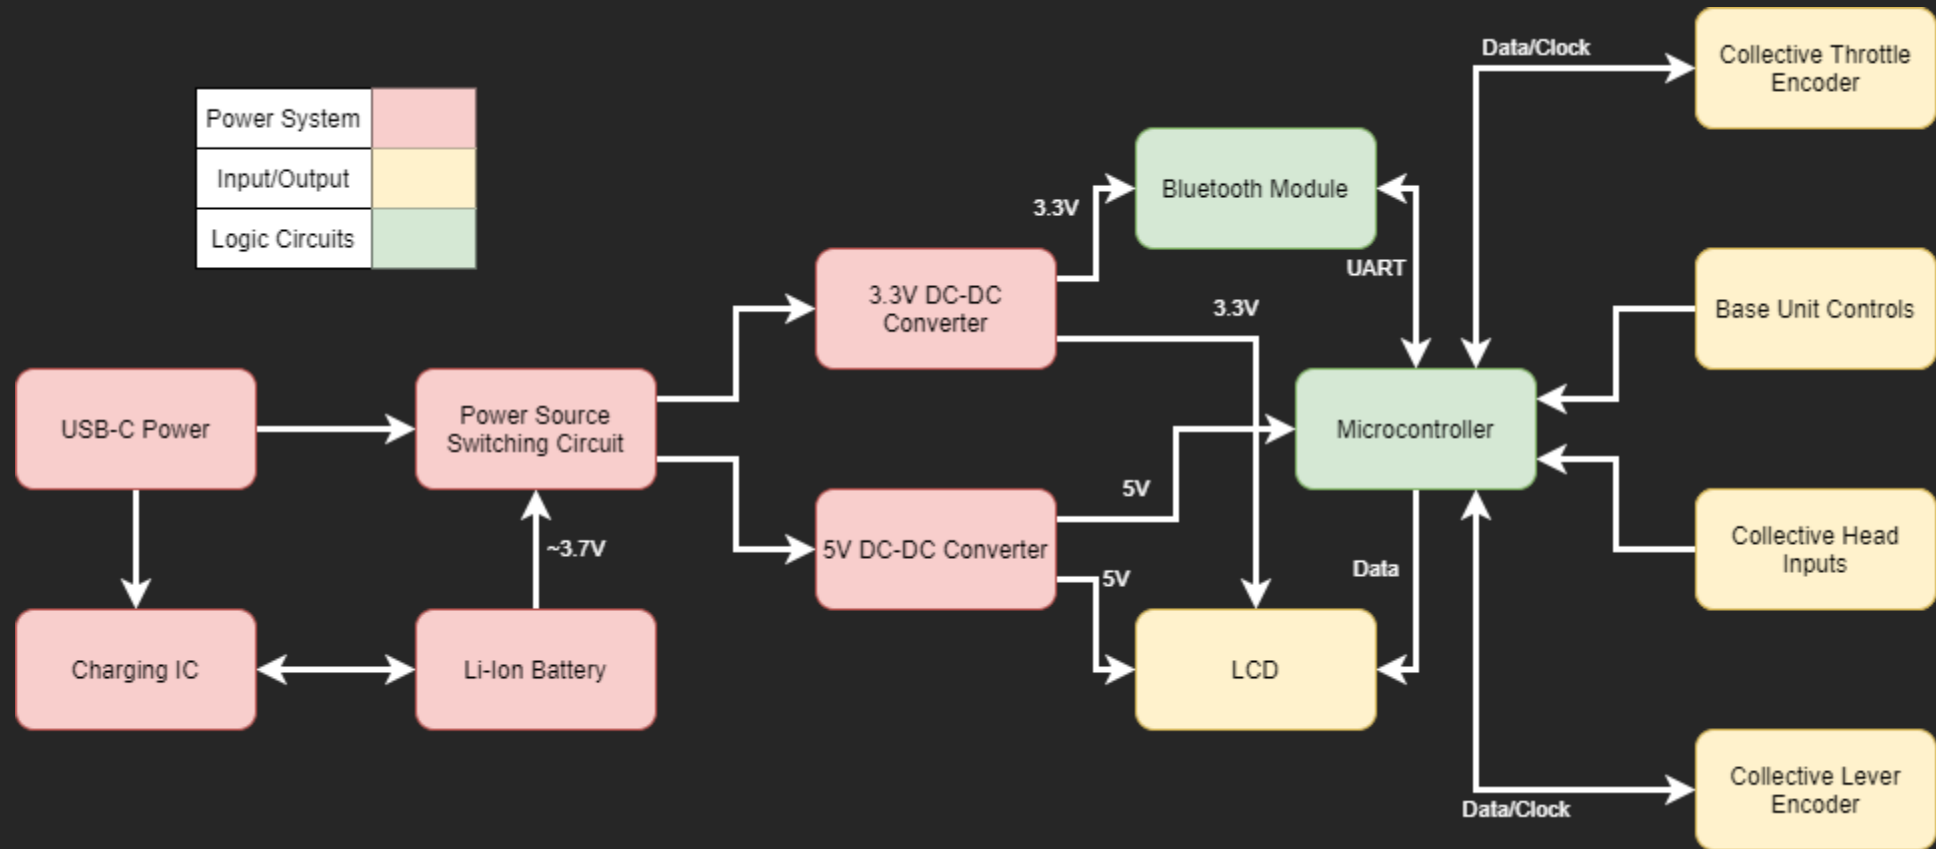 Data/Clock
Collective Throttle
Encoder
Power System
Input/Output
Logic Circuits
Bluetooth Module
3.3V
UART
3.3V DC-DC
Converter
3.3V
Base Unit Controls
USB-C Power
Power Source
Switching Circuit
Microcontroller
5V
~3.7V
5V DC-DC Converter
5V
Data
Collective Head
Inputs
Charging IC
Li-Ion Battery
LCD
Data/Clock
Collective Lever
Encoder